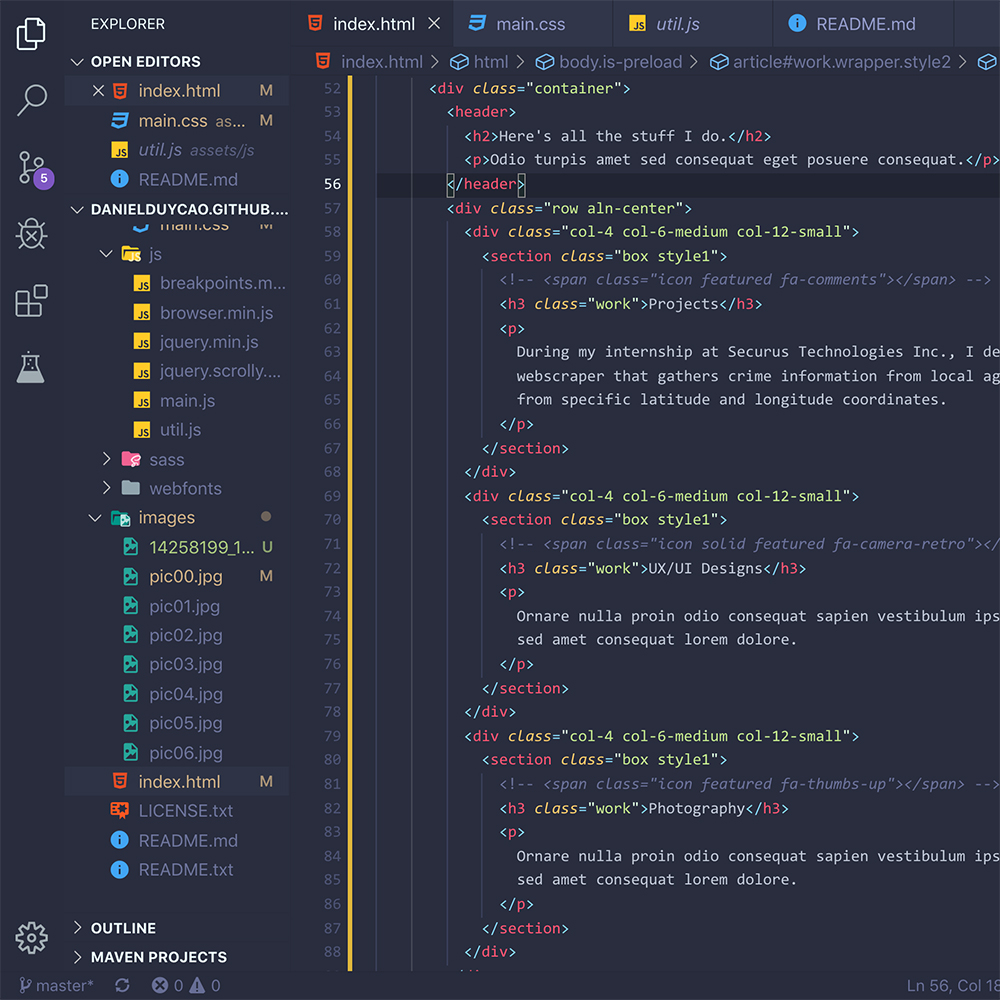 EXPLORER
OPEN EDITORS
index.html M
main.css as... M
util.js assets/js
README.md
DANIELDUYCAO.GITHUB....
main.css M
js
breakpoints.m...
browser.min.js
jquery.min.js
jquery.scrolly....
main.js
util.js
sass
webfonts
images
14258199_1... U
pic00.jpg M
pic01.jpg
pic02.jpg
pic03.jpg
pic04.jpg
pic05.jpg
pic06.jpg
index.html M
LICENSE.txt
README.md
README.txt
OUTLINE
MAVEN PROJECTS
5
index.html main.css util.js README.md
index.html > html > body.is-preload > article#work.wrapper.style2 >
52 <div class="container">
53 <header>
54 <h2>Here's all the stuff I do.</h2>
55 <p>Odio turpis amet sed consequat eget posuere consequat.</p>
56 </header>
57 <div class="row aln-center">
58 <div class="col-4 col-6-medium col-12-small">
59 <section class="box style1">
60 <!-- <span class="icon featured fa-comments"></span> -->
61 <h3 class="work">Projects</h3>
62 <p>
63 During my internship at Securus Technologies Inc., I de
64 webscraper that gathers crime information from local ag
65 from specific latitude and longitude coordinates.
66 </p>
67 </section>
68 </div>
69 <div class="col-4 col-6-medium col-12-small">
70 <section class="box style1">
71 <!-- <span class="icon solid featured fa-camera-retro"></
72 <h3 class="work">UX/UI Designs</h3>
73 <p>
74 Ornare nulla proin odio consequat sapien vestibulum ips
75 sed amet consequat lorem dolore.
76 </p>
77 </section>
78 </div>
79 <div class="col-4 col-6-medium col-12-small">
80 <section class="box style1">
81 <!-- <span class="icon featured fa-thumbs-up"></span> -->
82 <h3 class="work">Photography</h3>
83 <p>
84 Ornare nulla proin odio consequat sapien vestibulum ips
85 sed amet consequat lorem dolore.
86 </p>
87 </section>
88 </div>
master* 0 0 Ln 56, Col 18